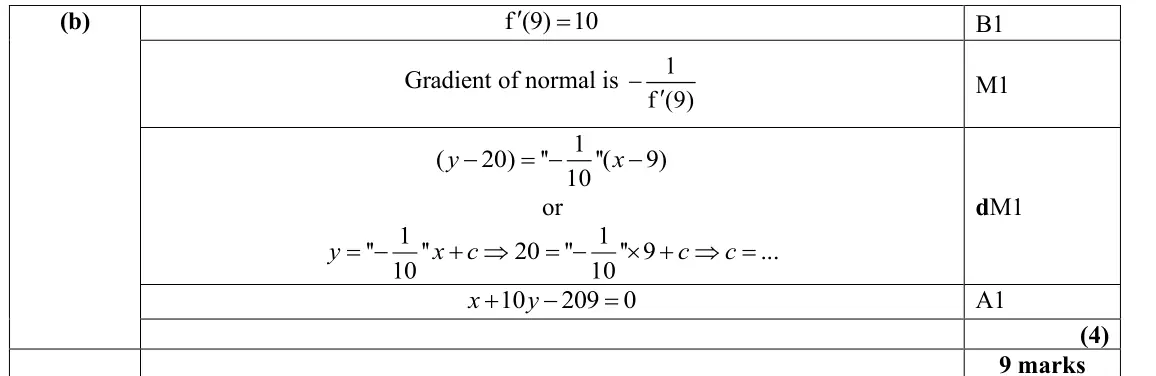 (b) f′(9) = 10 B1
Gradient of normal is −1/f′(9) M1
(y − 20) = "−1/10"(x − 9)
or dM1
y = "−1/10"x + c ⇒ 20 = "−1/10"×9 + c ⇒ c = ...
x + 10y − 209 = 0 A1
(4)
9 marks